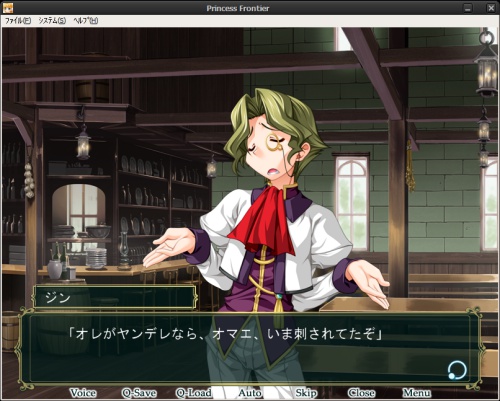 Princess Frontier
ファイル(F) システム(S) ヘルプ(H)
ジン
「オレがヤンデレなら、オマエ、いま刺されてたぞ」
Voice Q-Save Q-Load Auto Skip Close Menu